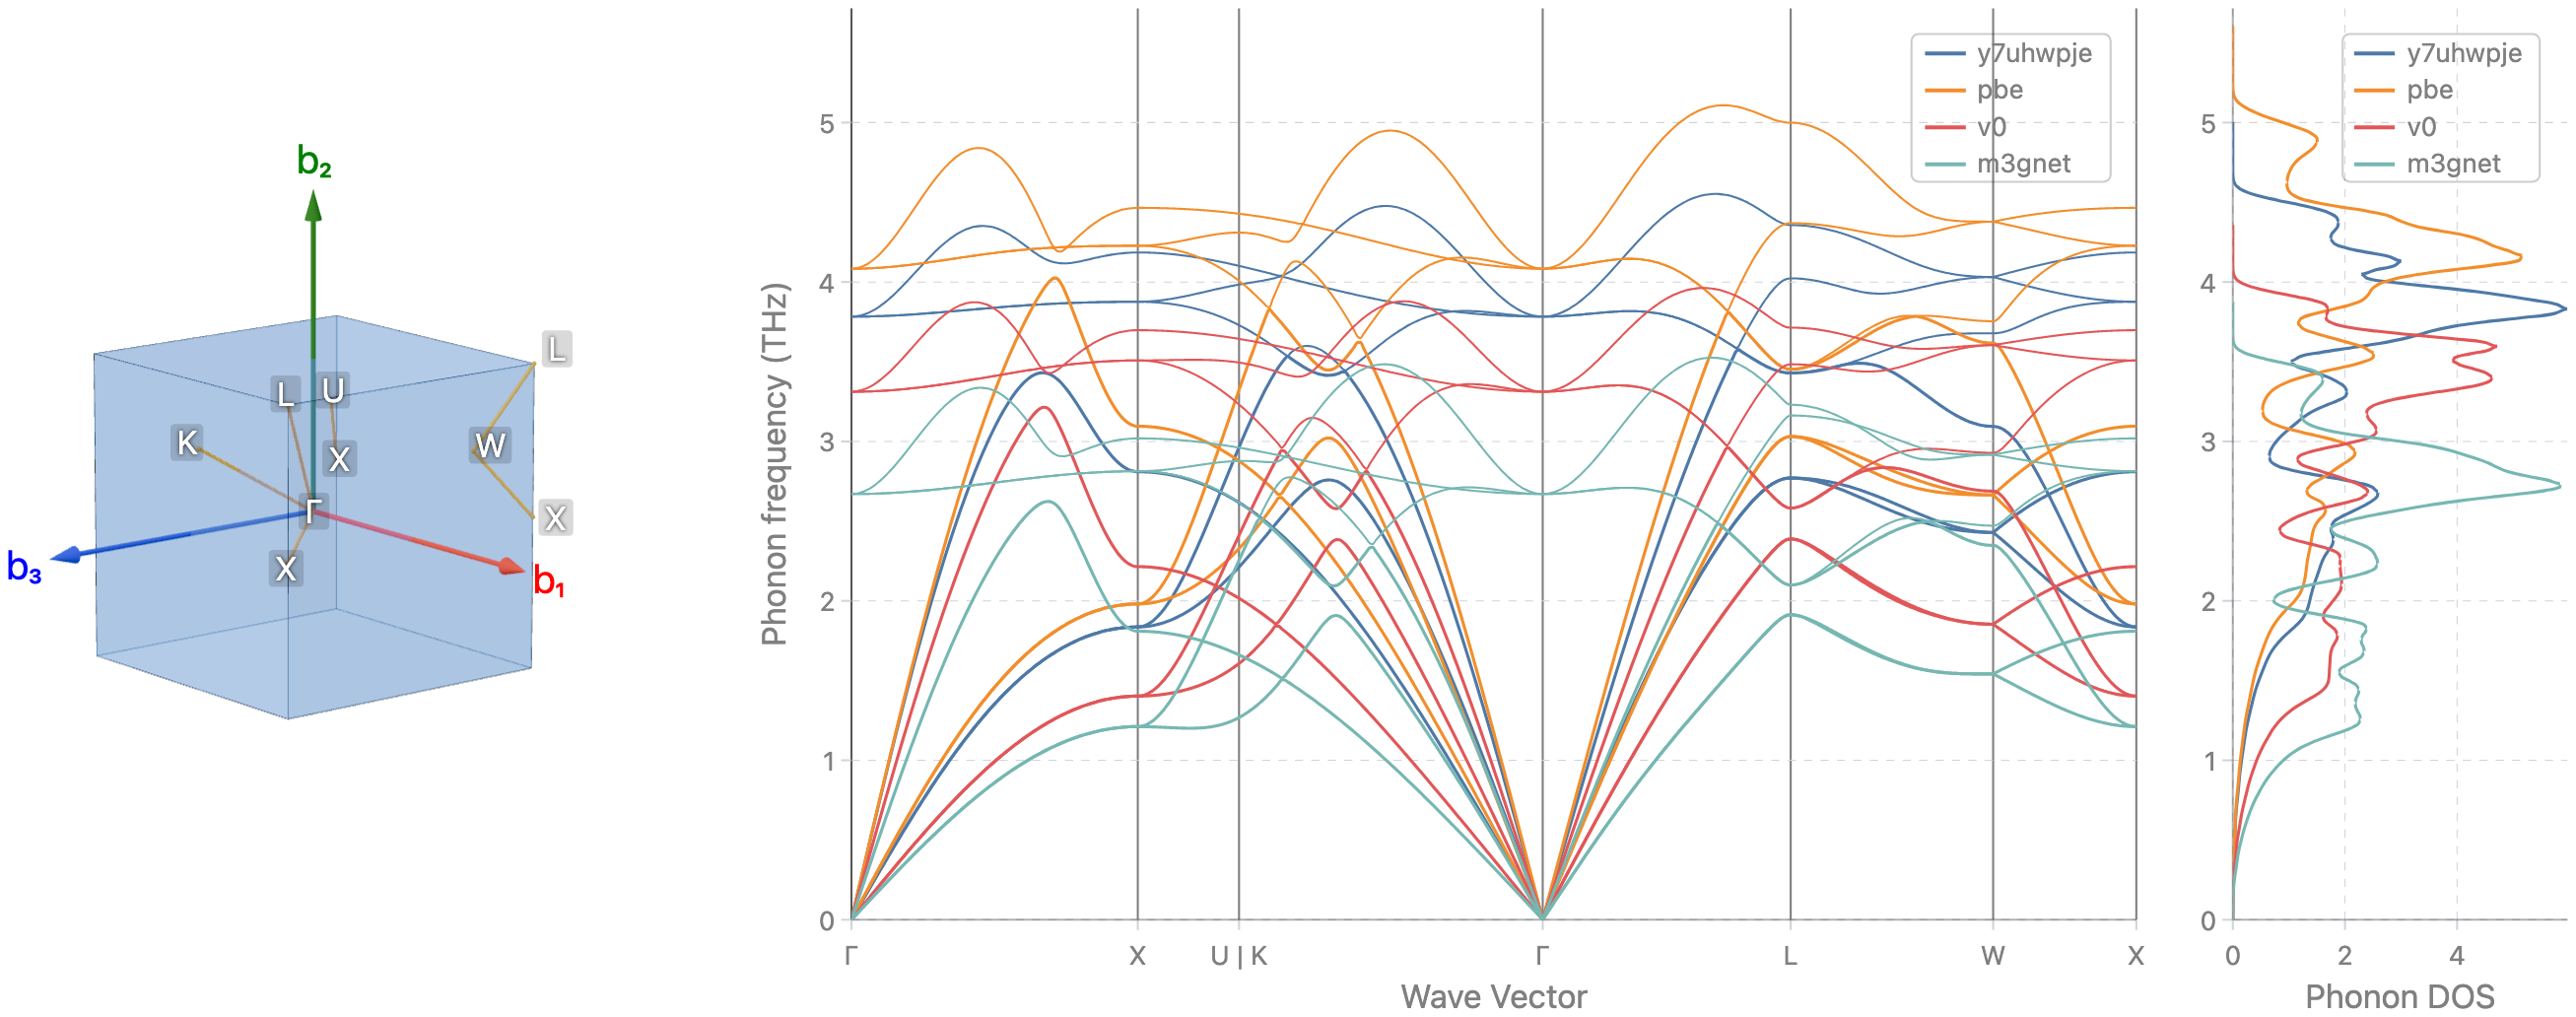 b₂
L
L
U
K
W
X
Γ
X
X
b₃
b₁
Phonon frequency (THz)
5
4
3
2
1
0
y7uhwpje
pbe
v0
m3gnet
Γ
X
U | K
Γ
L
W
X
Wave Vector
5
4
3
2
1
0
y7uhwpje
pbe
v0
m3gnet
0
2
4
Phonon DOS